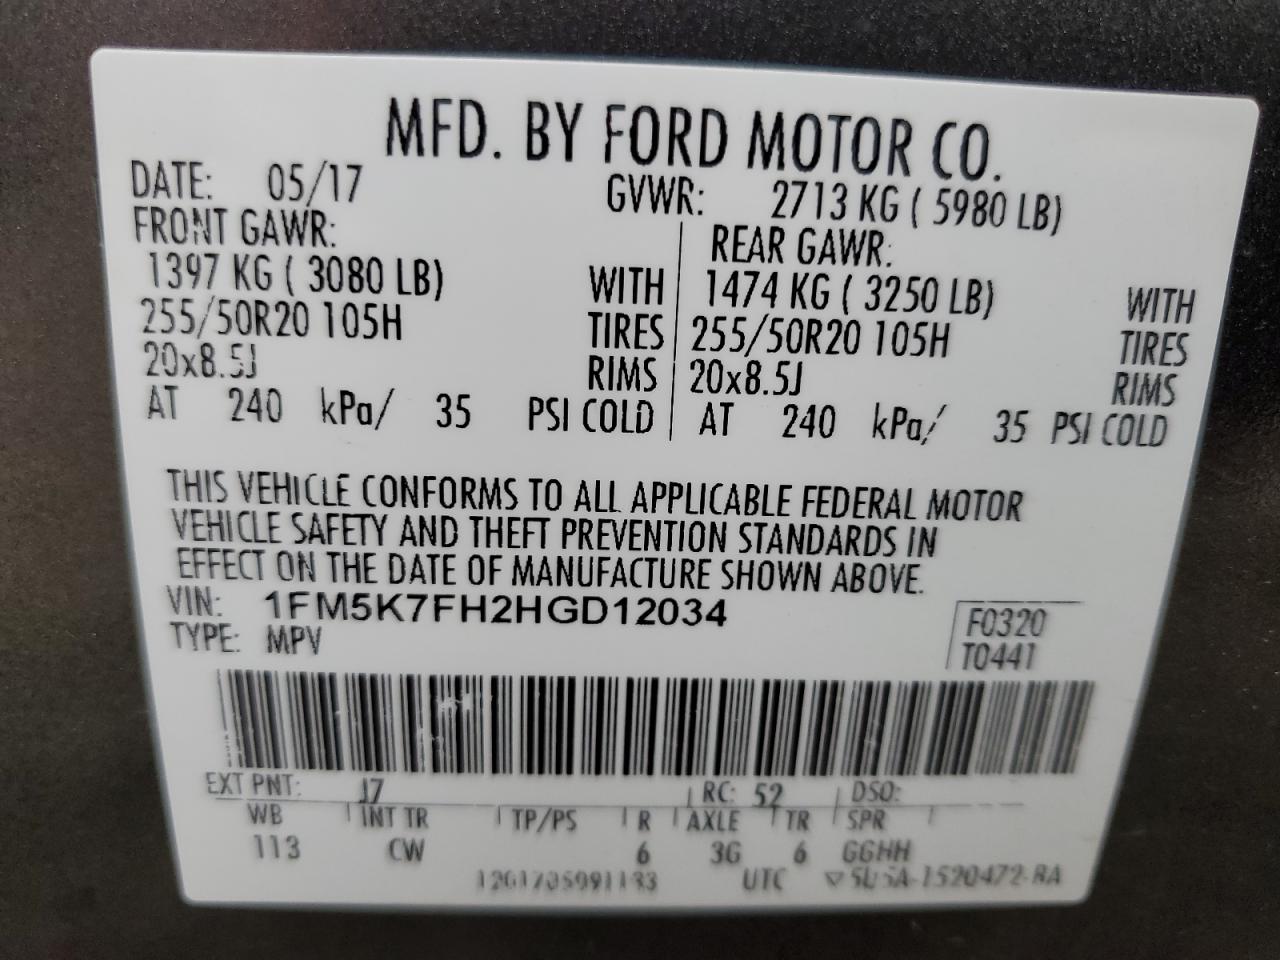 MFD. BY FORD MOTOR CO.
DATE: 05/17 GVWR: 2713 KG ( 5980 LB)
FRONT GAWR: REAR GAWR:
1397 KG ( 3080 LB) WITH 1474 KG ( 3250 LB) WITH
255/50R20 105H TIRES 255/50R20 105H TIRES
20x8.5J RIMS 20x8.5J RIMS
AT 240 kPa/ 35 PSI COLD AT 240 kPa/ 35 PSI COLD
THIS VEHICLE CONFORMS TO ALL APPLICABLE FEDERAL MOTOR
VEHICLE SAFETY AND THEFT PREVENTION STANDARDS IN
EFFECT ON THE DATE OF MANUFACTURE SHOWN ABOVE.
VIN: 1FM5K7FH2HGD12034 F0320
TYPE: MPV T0441
EXT PNT: J7 RC: 52 DSO:
WB INT TR TP/PS R AXLE TR SPR
113 CW 6 3G 6 GGHH
UTC